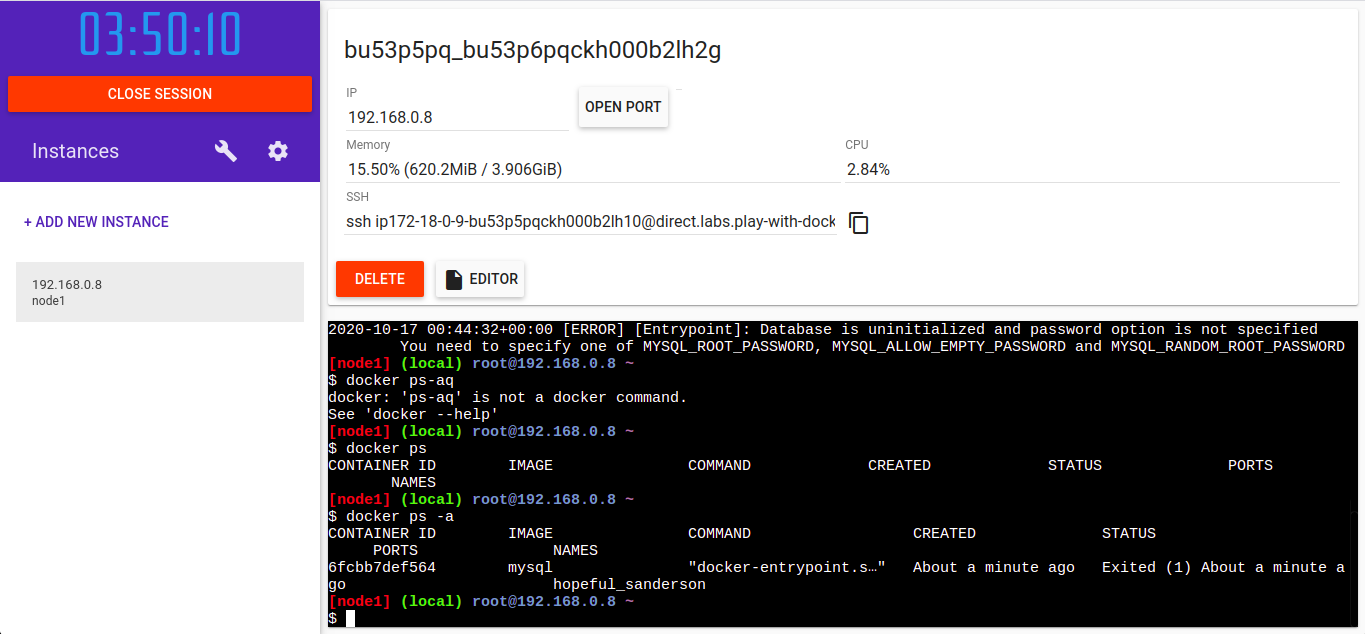 03:50:10
CLOSE SESSION
Instances
+ ADD NEW INSTANCE
192.168.0.8
node1
bu53p5pq_bu53p6pqckh000b2lh2g
IP
192.168.0.8
OPEN PORT
Memory
15.50% (620.2MiB / 3.906GiB)
CPU
2.84%
SSH
ssh ip172-18-0-9-bu53p5pqckh000b2lh10@direct.labs.play-with-dock
DELETE
EDITOR
2020-10-17 00:44:32+00:00 [ERROR] [Entrypoint]: Database is uninitialized and password option is not specified
You need to specify one of MYSQL_ROOT_PASSWORD, MYSQL_ALLOW_EMPTY_PASSWORD and MYSQL_RANDOM_ROOT_PASSWORD
[node1] (local) root@192.168.0.8 ~
$ docker ps-aq
docker: 'ps-aq' is not a docker command.
See 'docker --help'
[node1] (local) root@192.168.0.8 ~
$ docker ps
CONTAINER ID        IMAGE               COMMAND             CREATED             STATUS              PORTS
NAMES
[node1] (local) root@192.168.0.8 ~
$ docker ps -a
CONTAINER ID        IMAGE               COMMAND                  CREATED              STATUS
PORTS               NAMES
6fcbb7def564        mysql               "docker-entrypoint.s…"   About a minute ago   Exited (1) About a minute a
go                       hopeful_sanderson
[node1] (local) root@192.168.0.8 ~
$